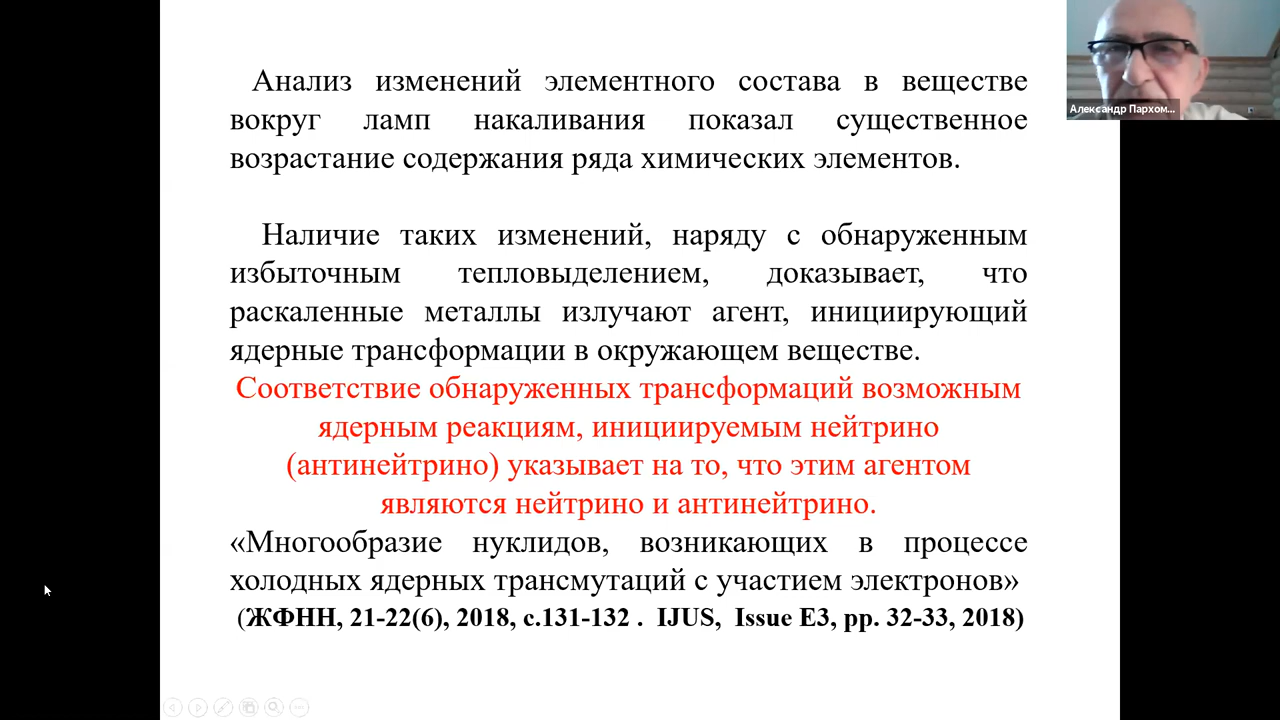 Анализ изменений элементного состава в веществе
вокруг ламп накаливания показал существенное
возрастание содержания ряда химических элементов.
Наличие таких изменений, наряду с обнаруженным
избыточным тепловыделением, доказывает, что
раскаленные металлы излучают агент, инициирующий
ядерные трансформации в окружающем веществе.
Соответствие обнаруженных трансформаций возможным
ядерным реакциям, инициируемым нейтрино
(антинейтрино) указывает на то, что этим агентом
являются нейтрино и антинейтрино.
«Многообразие нуклидов, возникающих в процессе
холодных ядерных трансмутаций с участием электронов»
(ЖФНН, 21-22(6), 2018, с.131-132 . IJUS, Issue E3, pp. 32-33, 2018)
Александр Пархом...